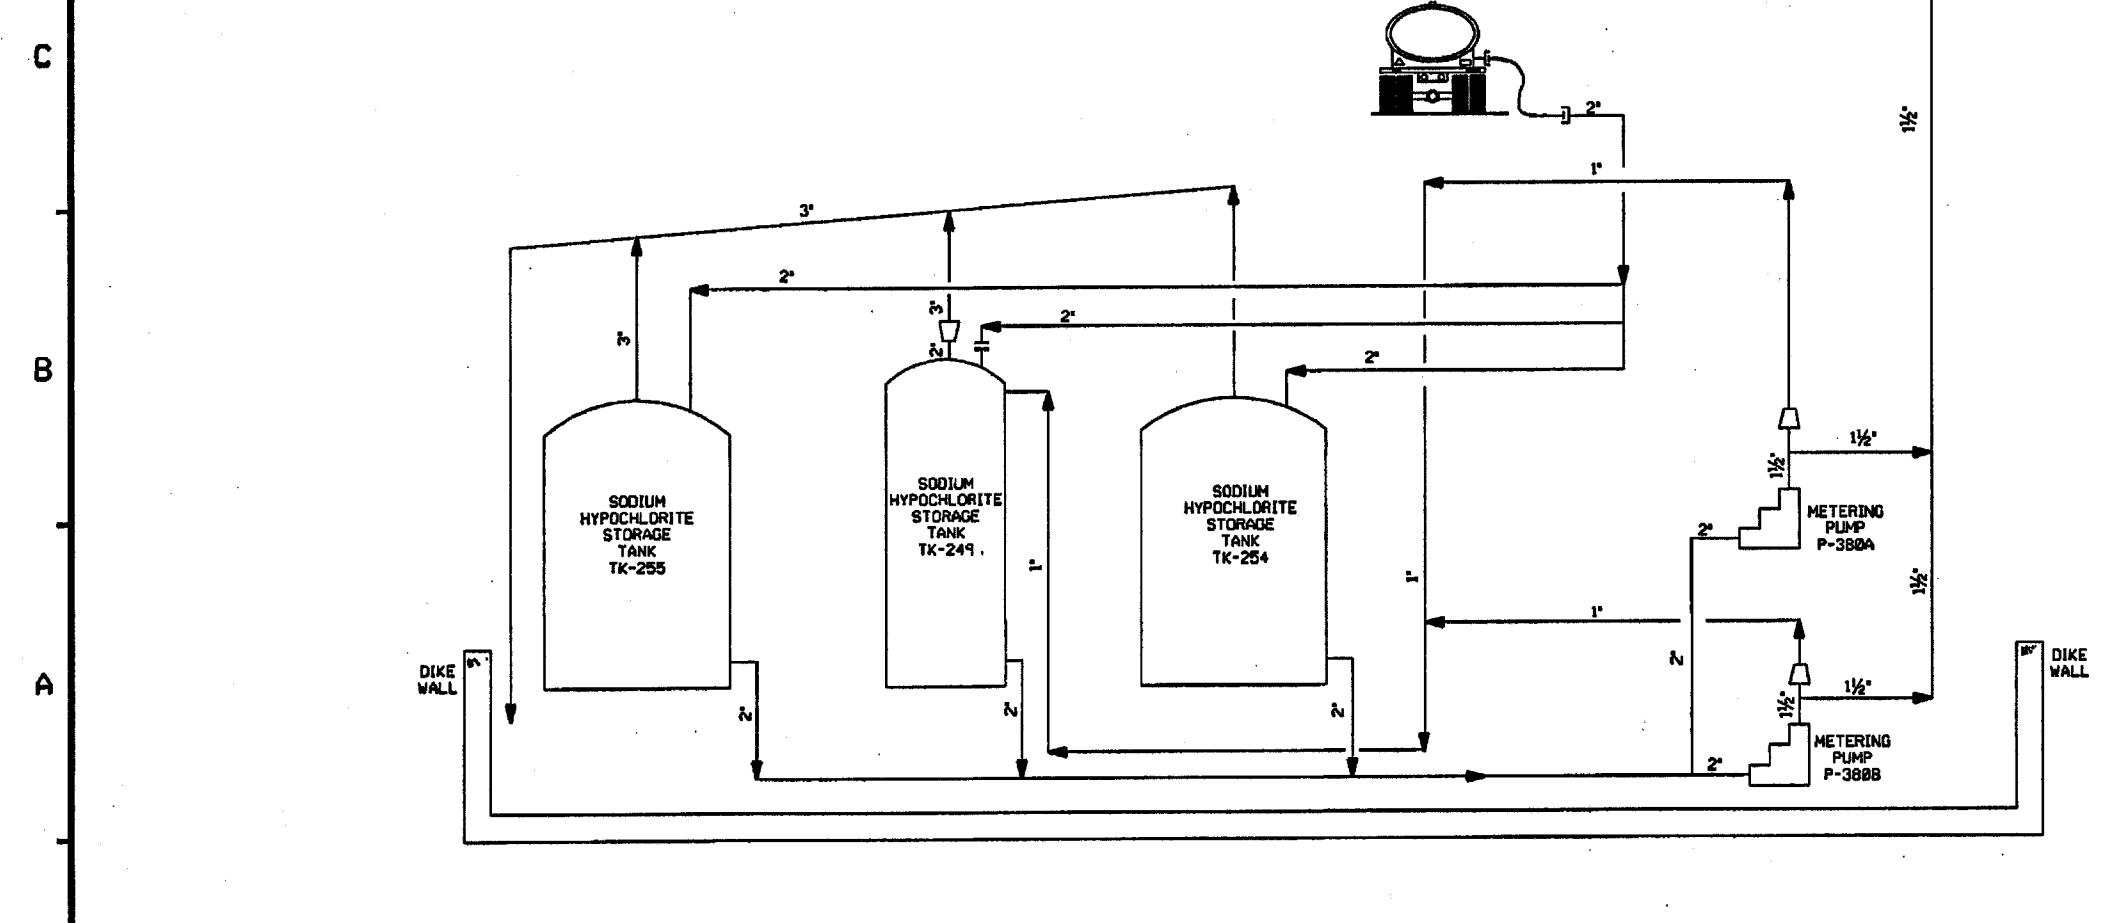 C
2"
1½"
1"
3"
2"
3"
2"
3"
2"
2"
B
1½"
1½"
SODIUM
HYPOCHLORITE
STORAGE
TANK
TK-255
SODIUM
HYPOCHLORITE
STORAGE
TANK
TK-249
SODIUM
HYPOCHLORITE
STORAGE
TANK
TK-254
METERING
PUMP
P-380A
2"
1"
1"
1½"
1"
2"
DIKE
WALL
A
DIKE
WALL
1½"
1½"
2"
2"
2"
METERING
PUMP
P-380B
2"